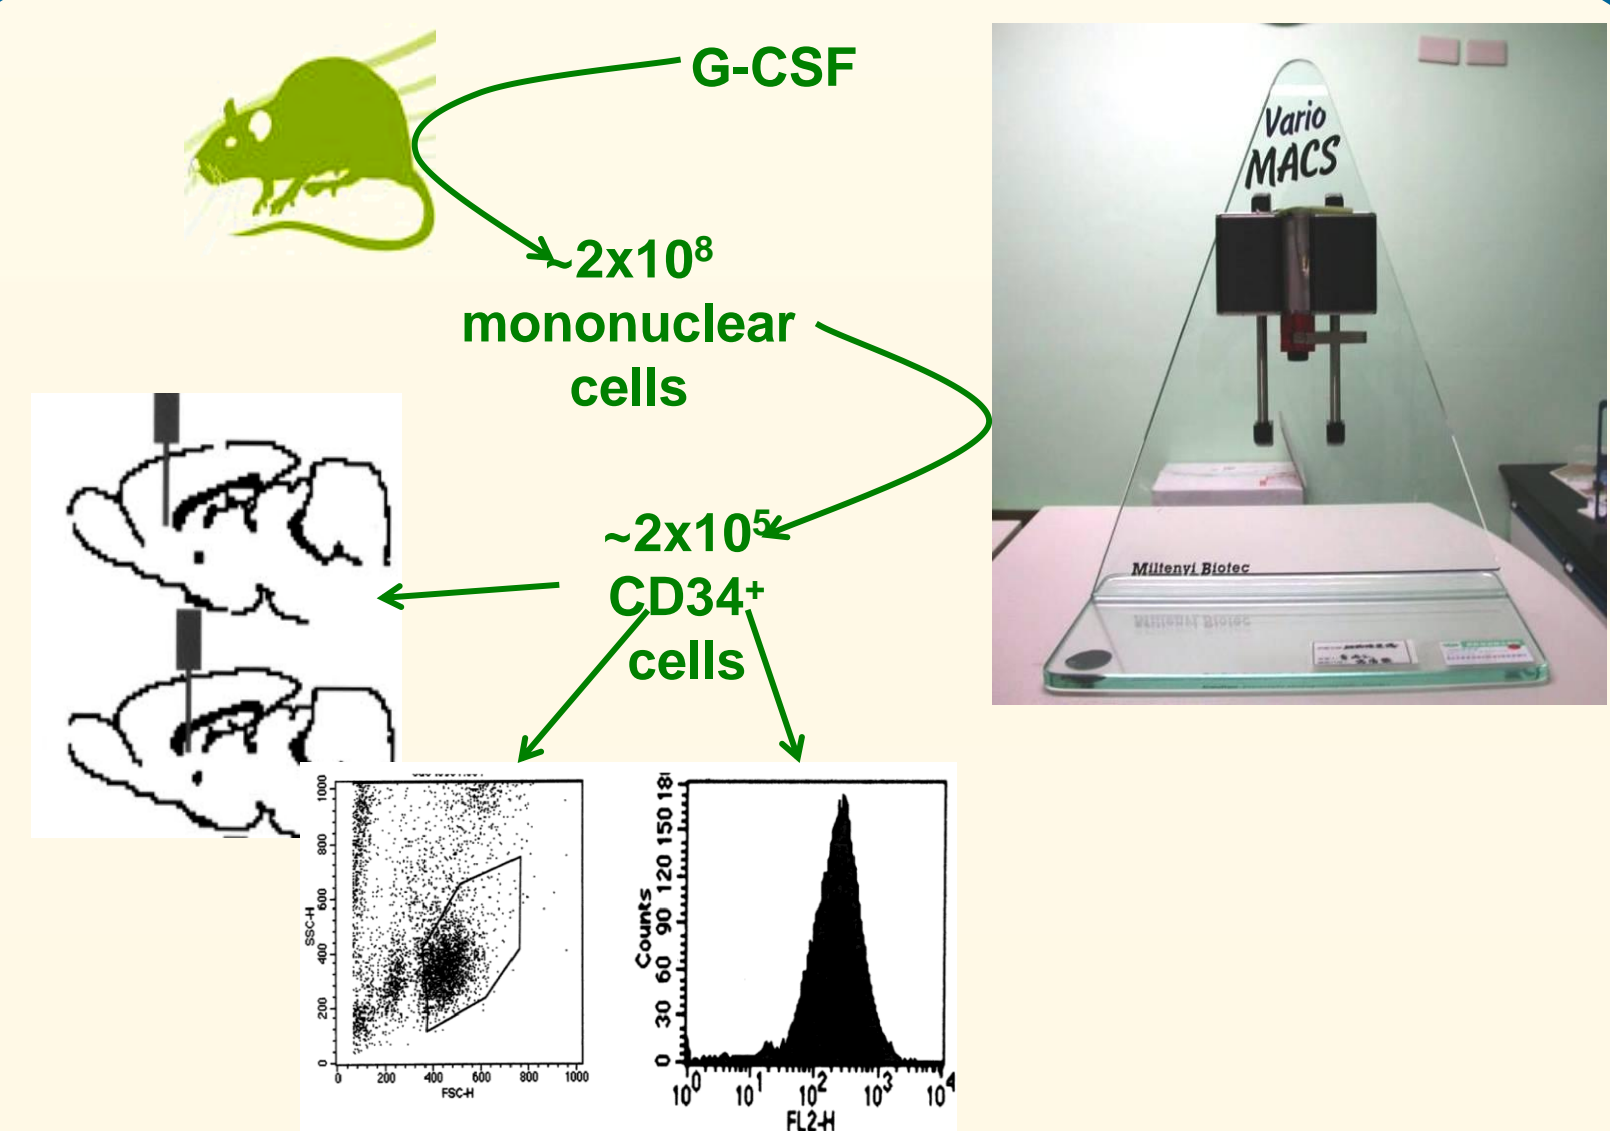 G-CSF
Vario
MACS
~2x10⁸
mononuclear
cells
~2x10⁵
CD34⁺
cells
Miltenyi Biotec
1000
800
600
400
200
0
SSC-H
0 200 400 600 800 1000
FSC-H
18
150
120
90
60
30
0
Counts
10⁰ 10¹ 10² 10³ 10⁴
FL2-H